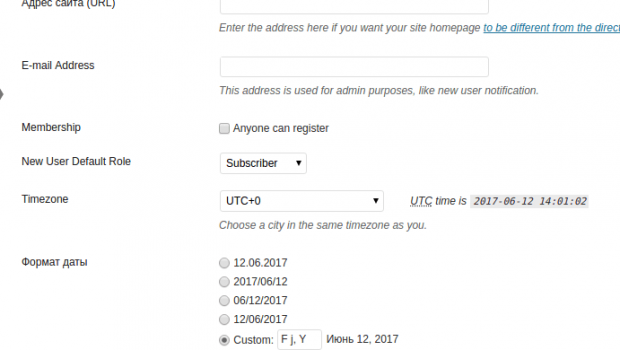 Адрес сайта (URL)
Enter the address here if you want your site homepage to be different from the direct
E-mail Address
This address is used for admin purposes, like new user notification.
Membership
Anyone can register
New User Default Role
Subscriber
Timezone
UTC+0
UTC time is 2017-06-12 14:01:02
Choose a city in the same timezone as you.
Формат даты
12.06.2017
2017/06/12
06/12/2017
12/06/2017
Custom: F j, Y Июнь 12, 2017